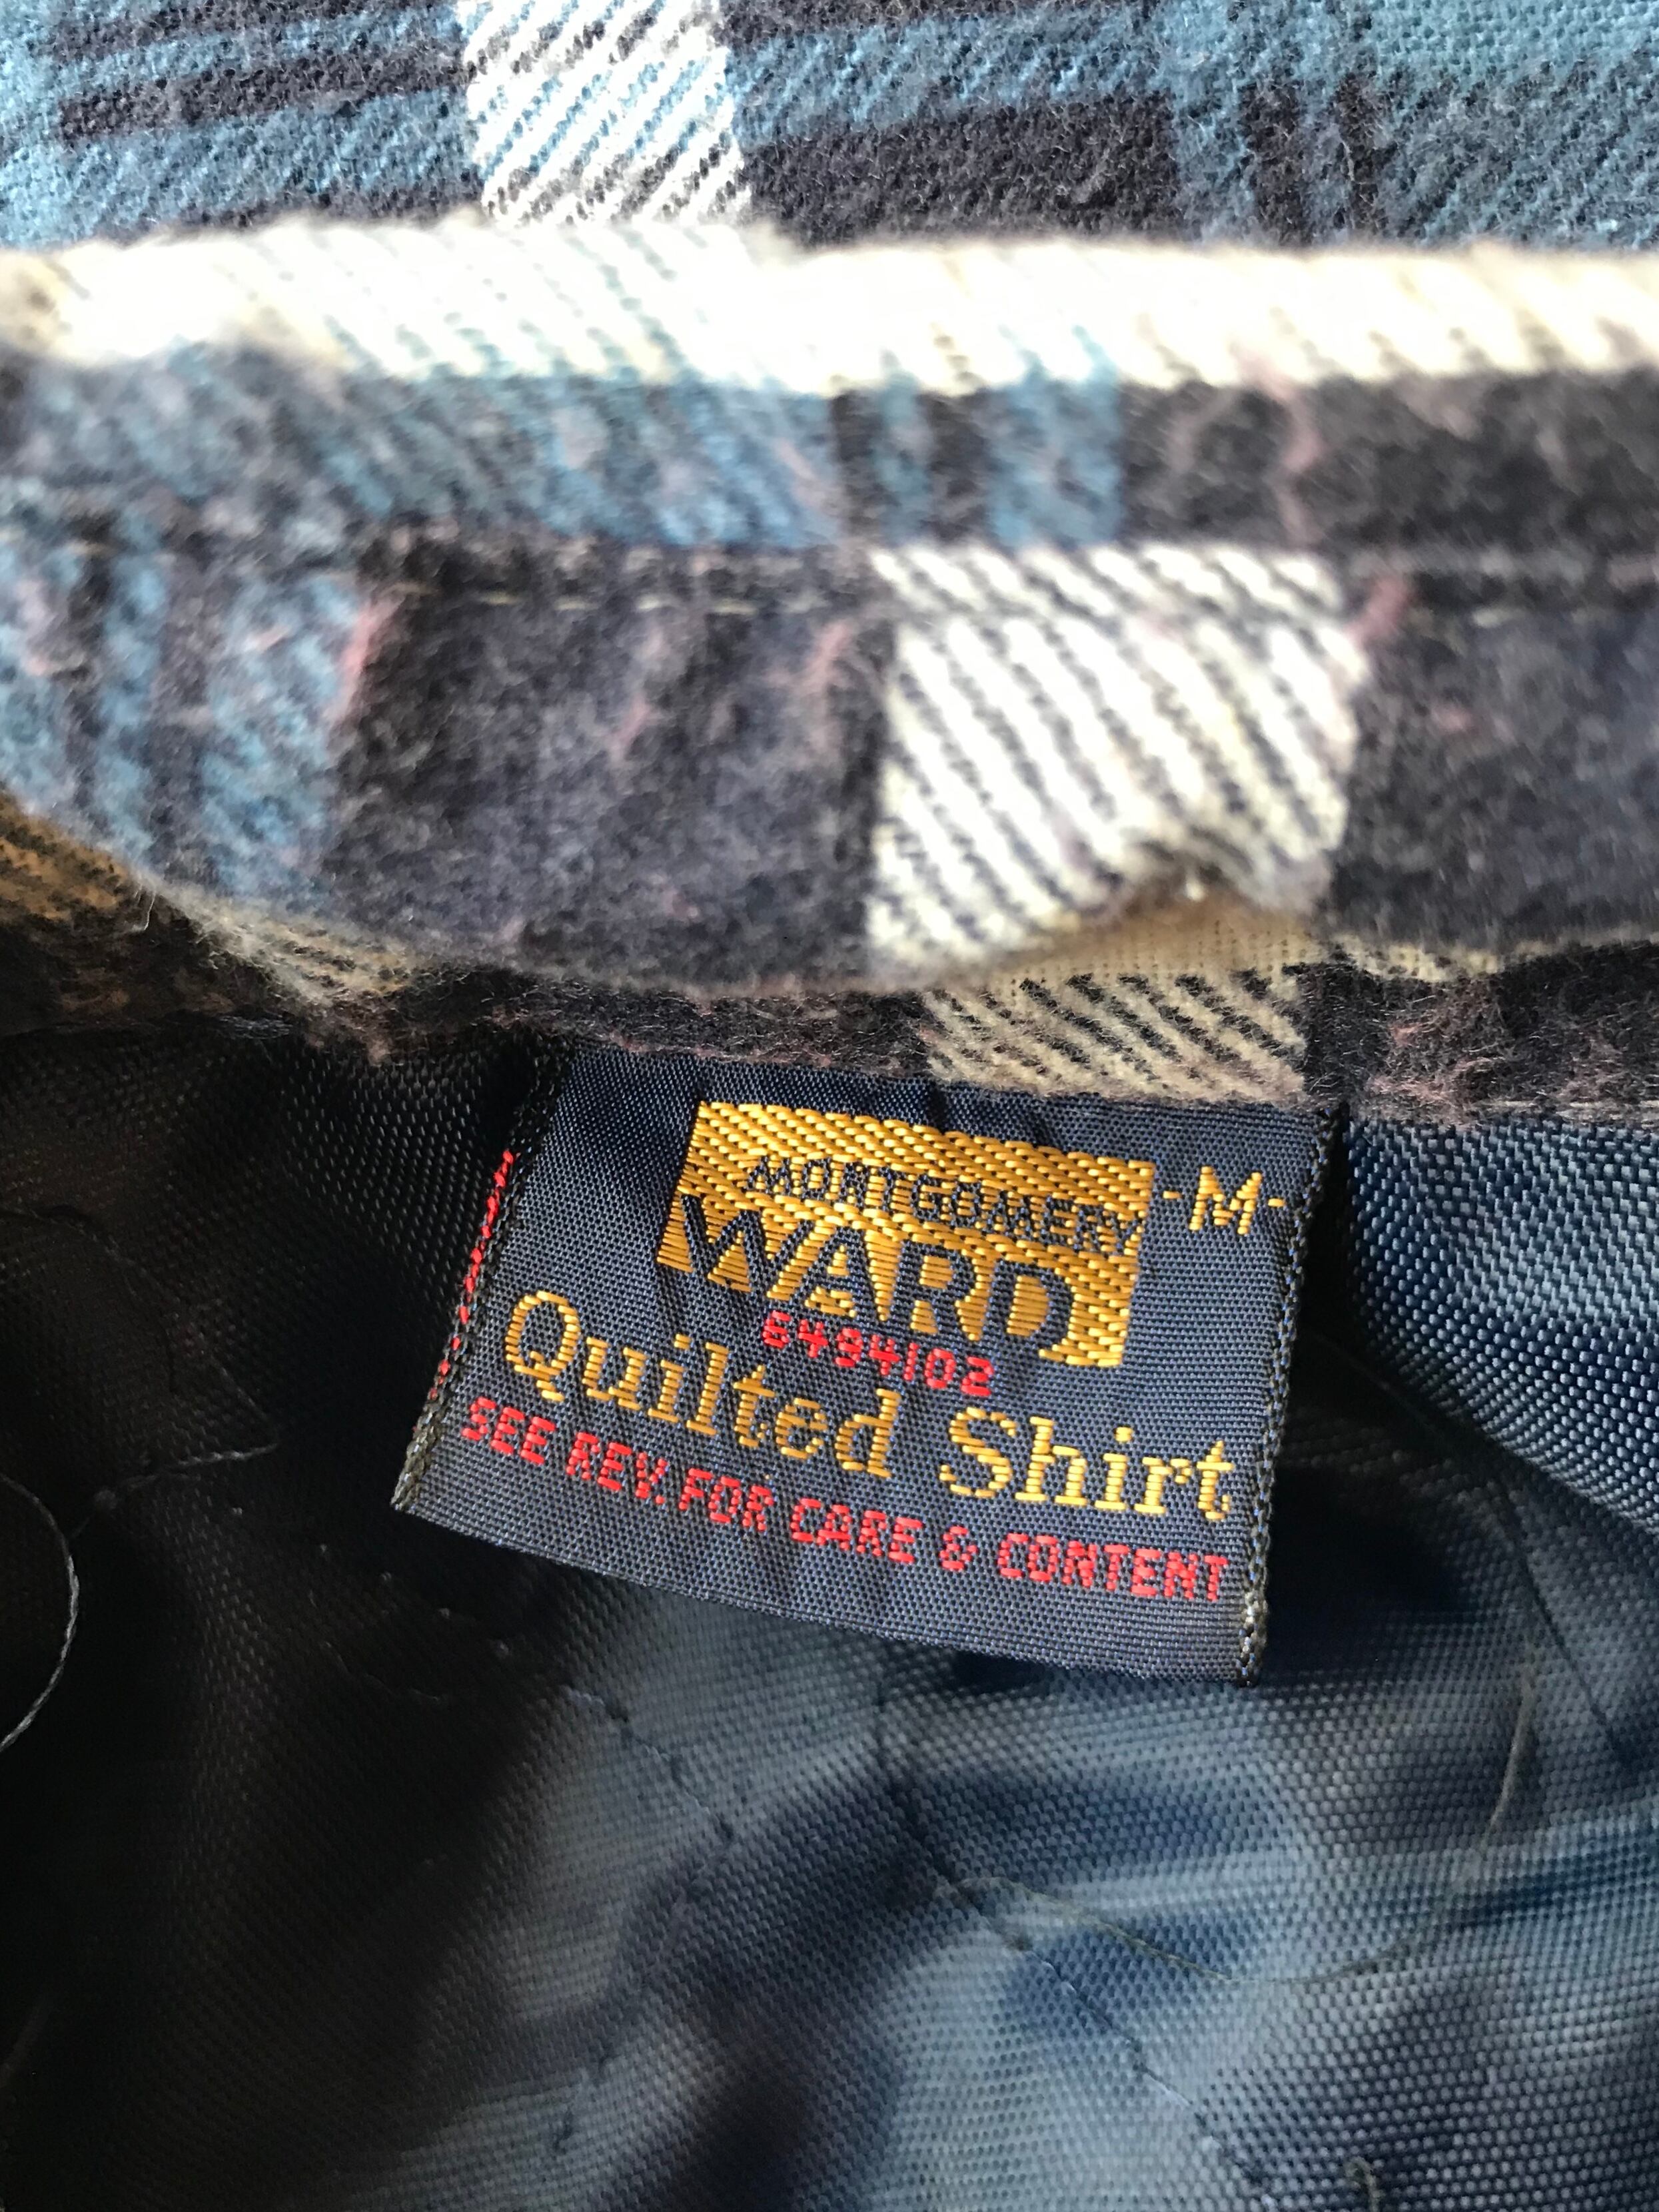 MONTGOMERY
WARD
-M-
6494102
Quilted Shirt
SEE REV. FOR CARE & CONTENT